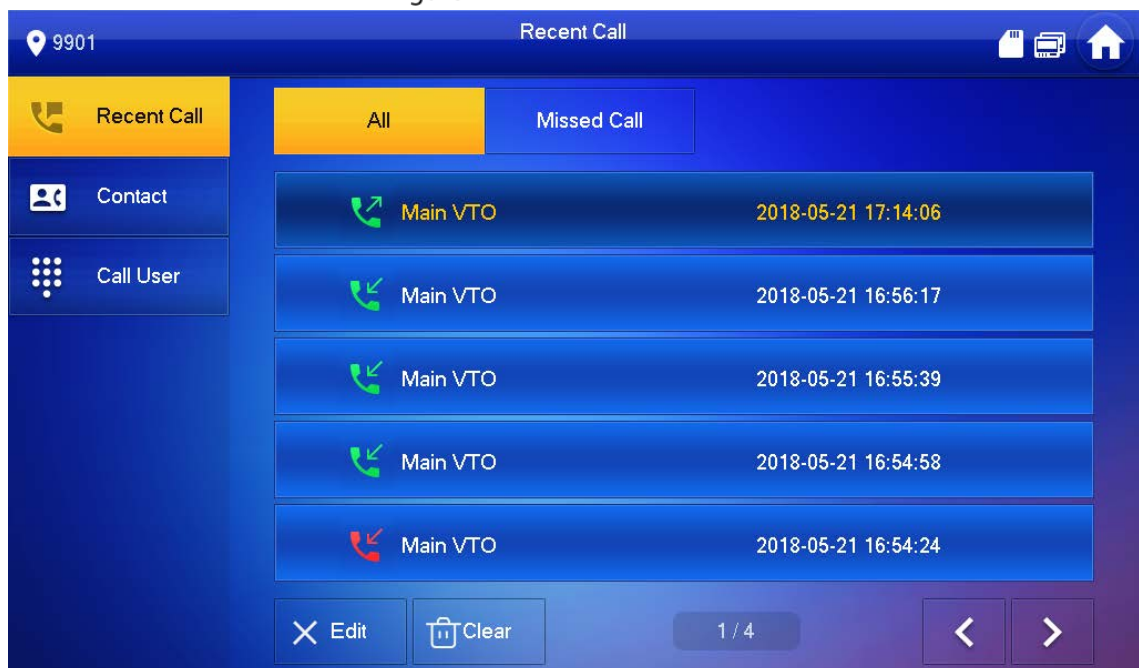 9901
Recent Call
Recent Call
Contact
Call User
All
Missed Call
Main VTO 2018-05-21 17:14:06
Main VTO 2018-05-21 16:56:17
Main VTO 2018-05-21 16:55:39
Main VTO 2018-05-21 16:54:58
Main VTO 2018-05-21 16:54:24
Edit
Clear
1 / 4